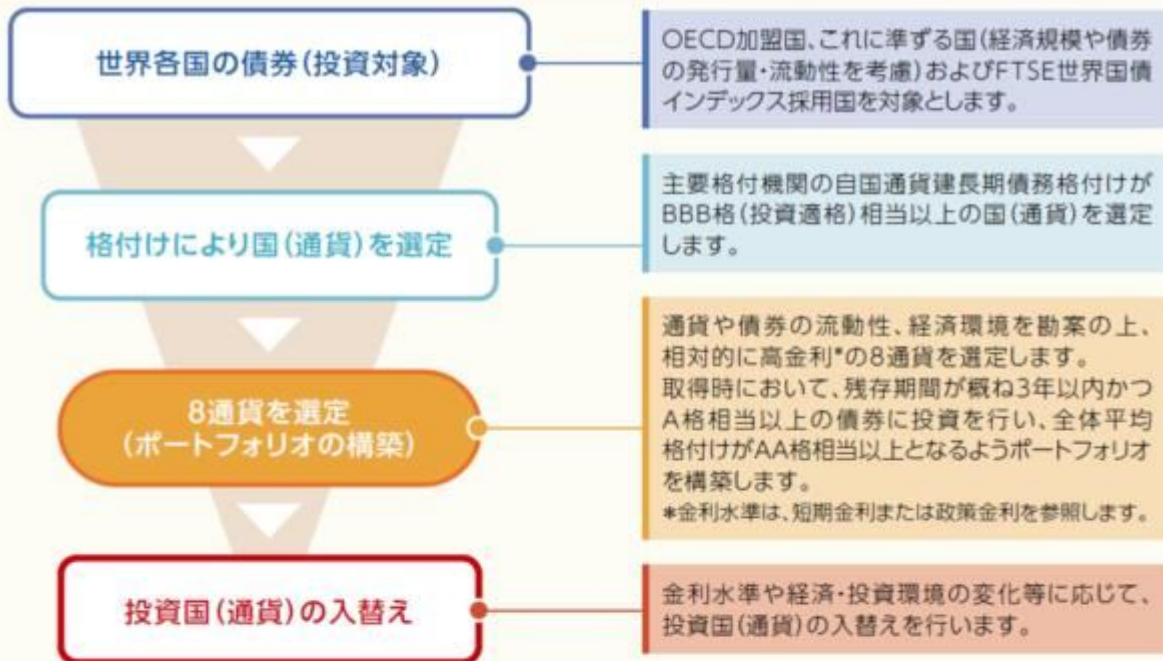 世界各国の債券(投資対象)
OECD加盟国、これに準ずる国(経済規模や債券
の発行量・流動性を考慮)およびFTSE世界国債
インデックス採用国を対象とします。
格付けにより国(通貨)を選定
主要格付機関の自国通貨建長期債務格付けが
BBB格(投資適格)相当以上の国(通貨)を選定
します。
8通貨を選定
(ポートフォリオの構築)
通貨や債券の流動性、経済環境を勘案の上、
相対的に高金利*の8通貨を選定します。
取得時において、残存期間が概ね3年以内かつ
A格相当以上の債券に投資を行い、全体平均
格付けがAA格相当以上となるようポートフォリオ
を構築します。
*金利水準は、短期金利または政策金利を参照します。
投資国(通貨)の入替え
金利水準や経済・投資環境の変化等に応じて、
投資国(通貨)の入替えを行います。